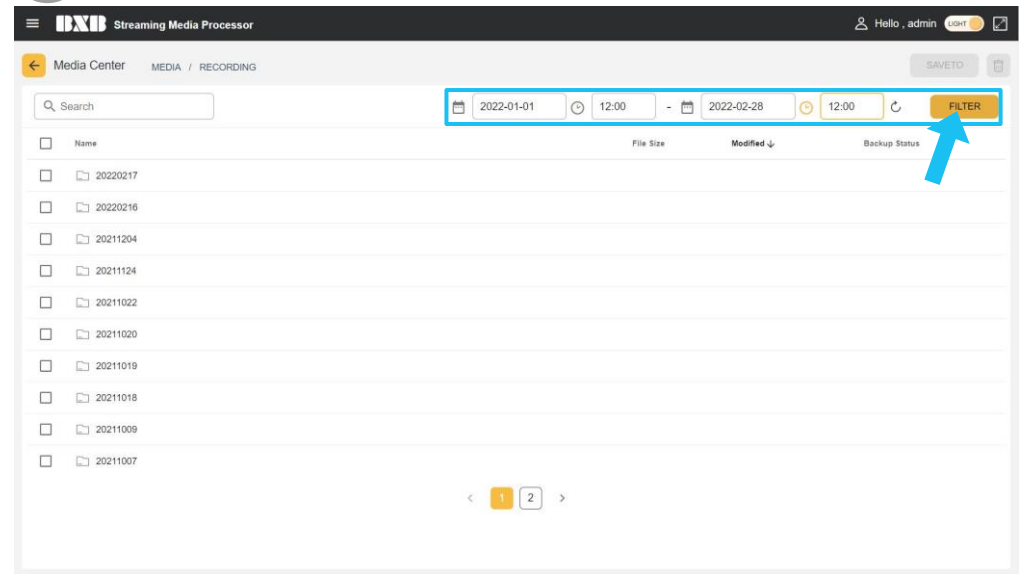 BXB Streaming Media Processor Hello , admin LIGHT
Media Center MEDIA / RECORDING SAVETO
Search 2022-01-01 12:00 - 2022-02-28 12:00 FILTER
Name File Size Modified Backup Status
20220217
20220216
20211204
20211124
20211022
20211020
20211019
20211018
20211009
20211007
< 1 2 >